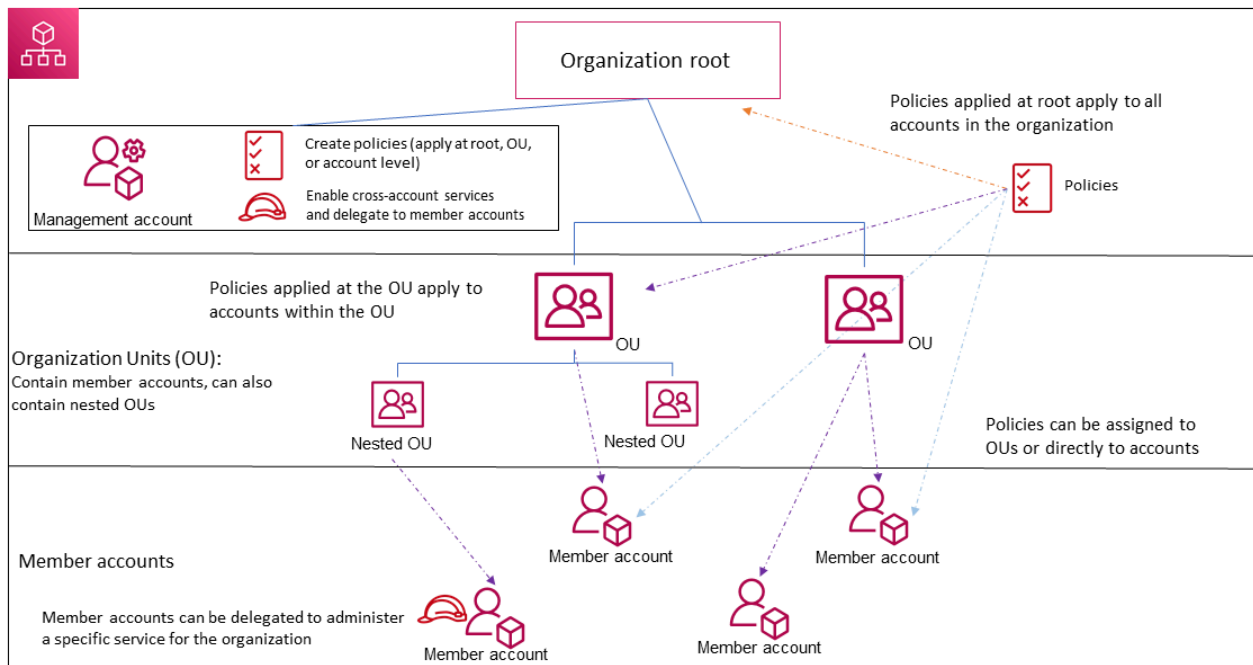 Organization root
Policies applied at root apply to all
accounts in the organization
Create policies (apply at root, OU,
or account level)
Enable cross-account services
and delegate to member accounts
Management account
Policies
Policies applied at the OU apply to
accounts within the OU
OU
OU
Organization Units (OU):
Contain member accounts, can also
contain nested OUs
Nested OU
Nested OU
Policies can be assigned to
OUs or directly to accounts
Member account
Member account
Member accounts
Member accounts can be delegated to administer
a specific service for the organization
Member account
Member account